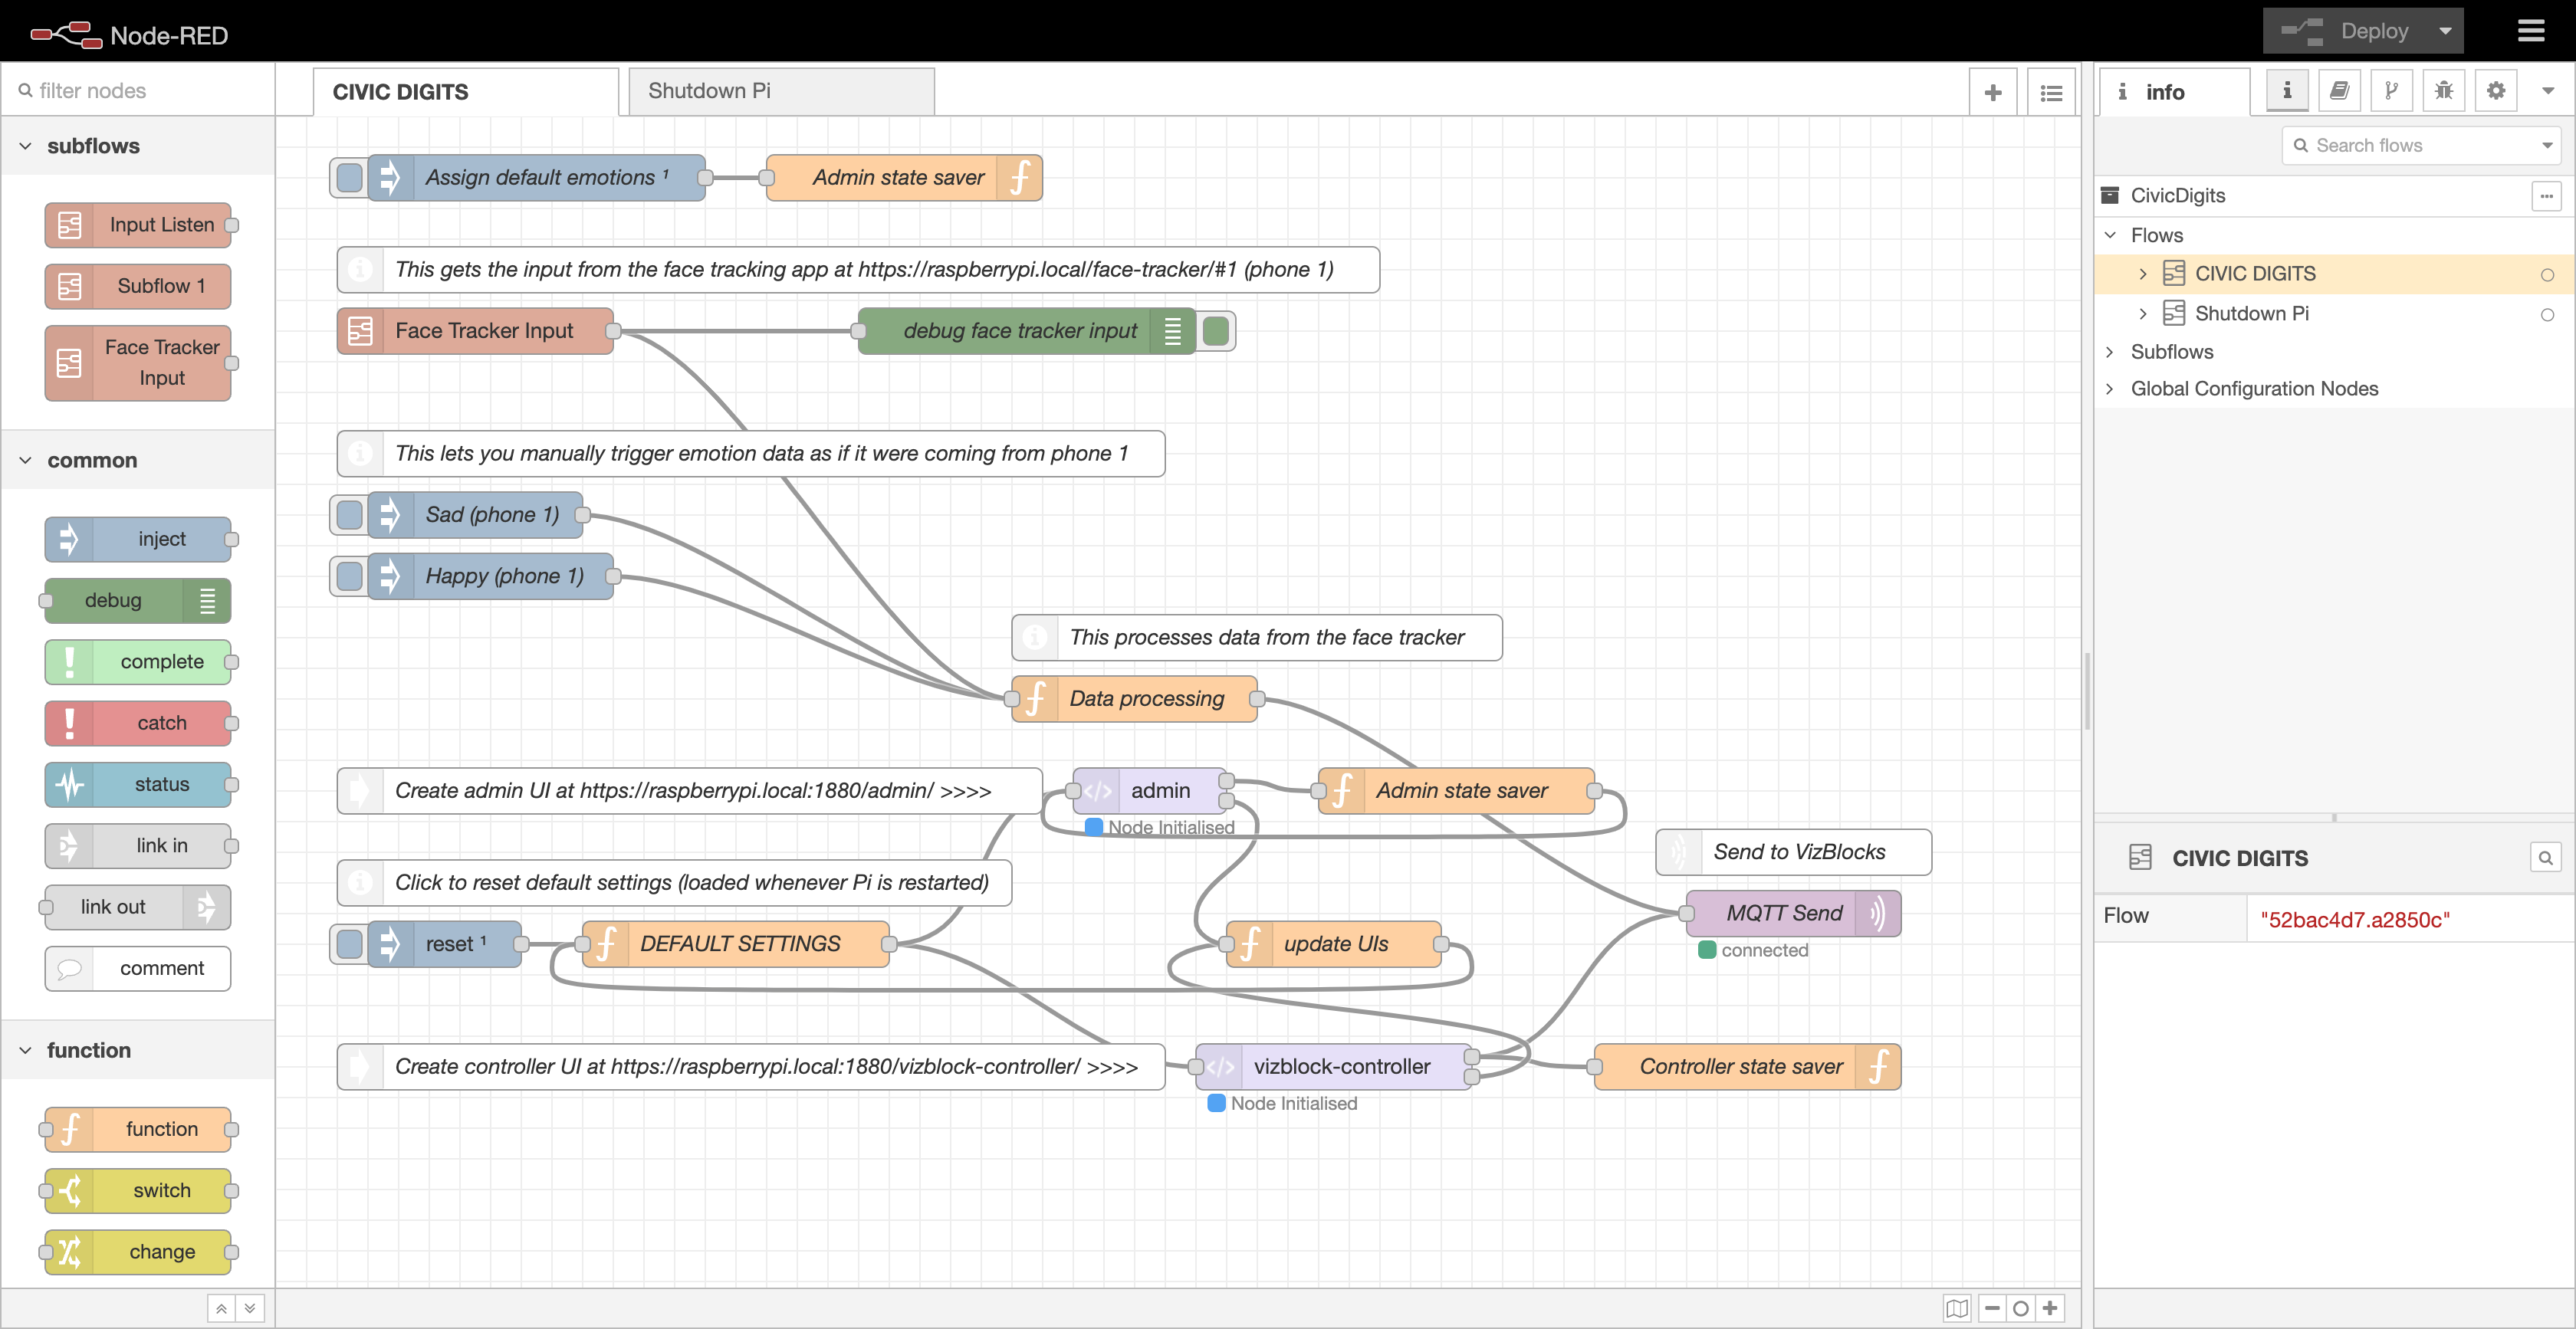 Node-RED
Deploy
filter nodes
CIVIC DIGITS
Shutdown Pi
info
subflows
Input Listen
Subflow 1
Face Tracker
Input
common
inject
debug
complete
catch
status
link in
link out
comment
function
function
switch
change
Assign default emotions ¹
Admin state saver
This gets the input from the face tracking app at https://raspberrypi.local/face-tracker/#1 (phone 1)
Face Tracker Input
debug face tracker input
This lets you manually trigger emotion data as if it were coming from phone 1
Sad (phone 1)
Happy (phone 1)
This processes data from the face tracker
Data processing
Create admin UI at https://raspberrypi.local:1880/admin/ >>>>
admin
Node Initialised
Admin state saver
Send to VizBlocks
Click to reset default settings (loaded whenever Pi is restarted)
MQTT Send
connected
reset ¹
DEFAULT SETTINGS
update UIs
Create controller UI at https://raspberrypi.local:1880/vizblock-controller/ >>>>
vizblock-controller
Node Initialised
Controller state saver
Search flows
CivicDigits
Flows
CIVIC DIGITS
Shutdown Pi
Subflows
Global Configuration Nodes
CIVIC DIGITS
Flow
"52bac4d7.a2850c"